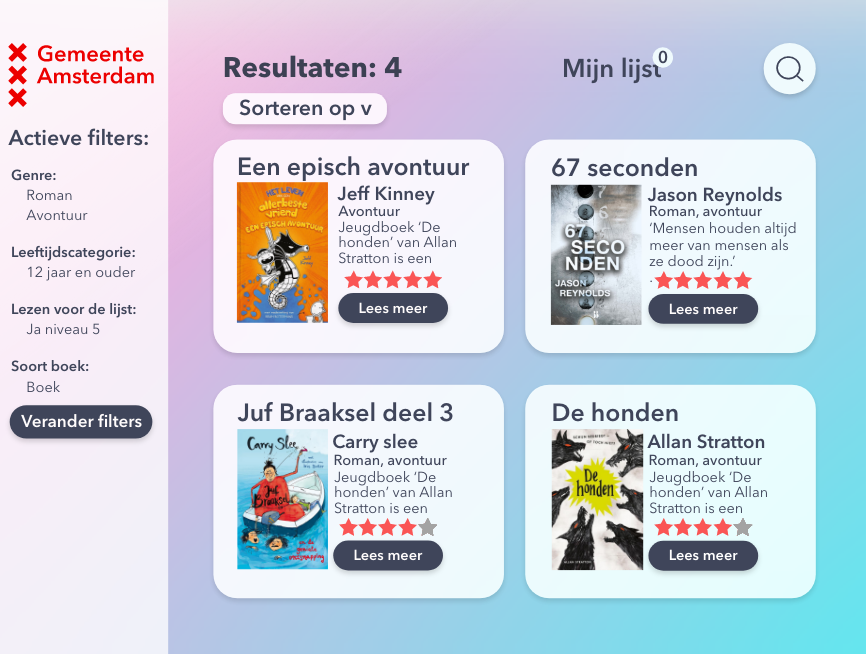 Gemeente
Amsterdam
Actieve filters:
Genre:
Roman
Avontuur
Leeftijdscategorie:
12 jaar en ouder
Lezen voor de lijst:
Ja niveau 5
Soort boek:
Boek
Verander filters
Resultaten: 4
Mijn lijst
0
Sorteren op v
Een episch avontuur
HET LEVEN
allerbeste
vriend
EEN EPISCH AVONTUUR
Jeff Kinney
Avontuur
Jeugdboek ‘De
honden’ van Allan
Stratton is een
Lees meer
67 seconden
7
6
67
SECO
NDEN
JASON
REYNOLDS
Jason Reynolds
Roman, avontuur
‘Mensen houden altijd
meer van mensen als
ze dood zijn.’
.
Lees meer
Juf Braaksel deel 3
Carry Slee
Juf
Braaksel
en de
geniale
ontsnapping
Carry slee
Roman, avontuur
Jeugdboek ‘De
honden’ van Allan
Stratton is een
Lees meer
De honden
De
honden
ALLAN STRATTON
Allan Stratton
Roman, avontuur
Jeugdboek ‘De
honden’ van Allan
Stratton is een
Lees meer